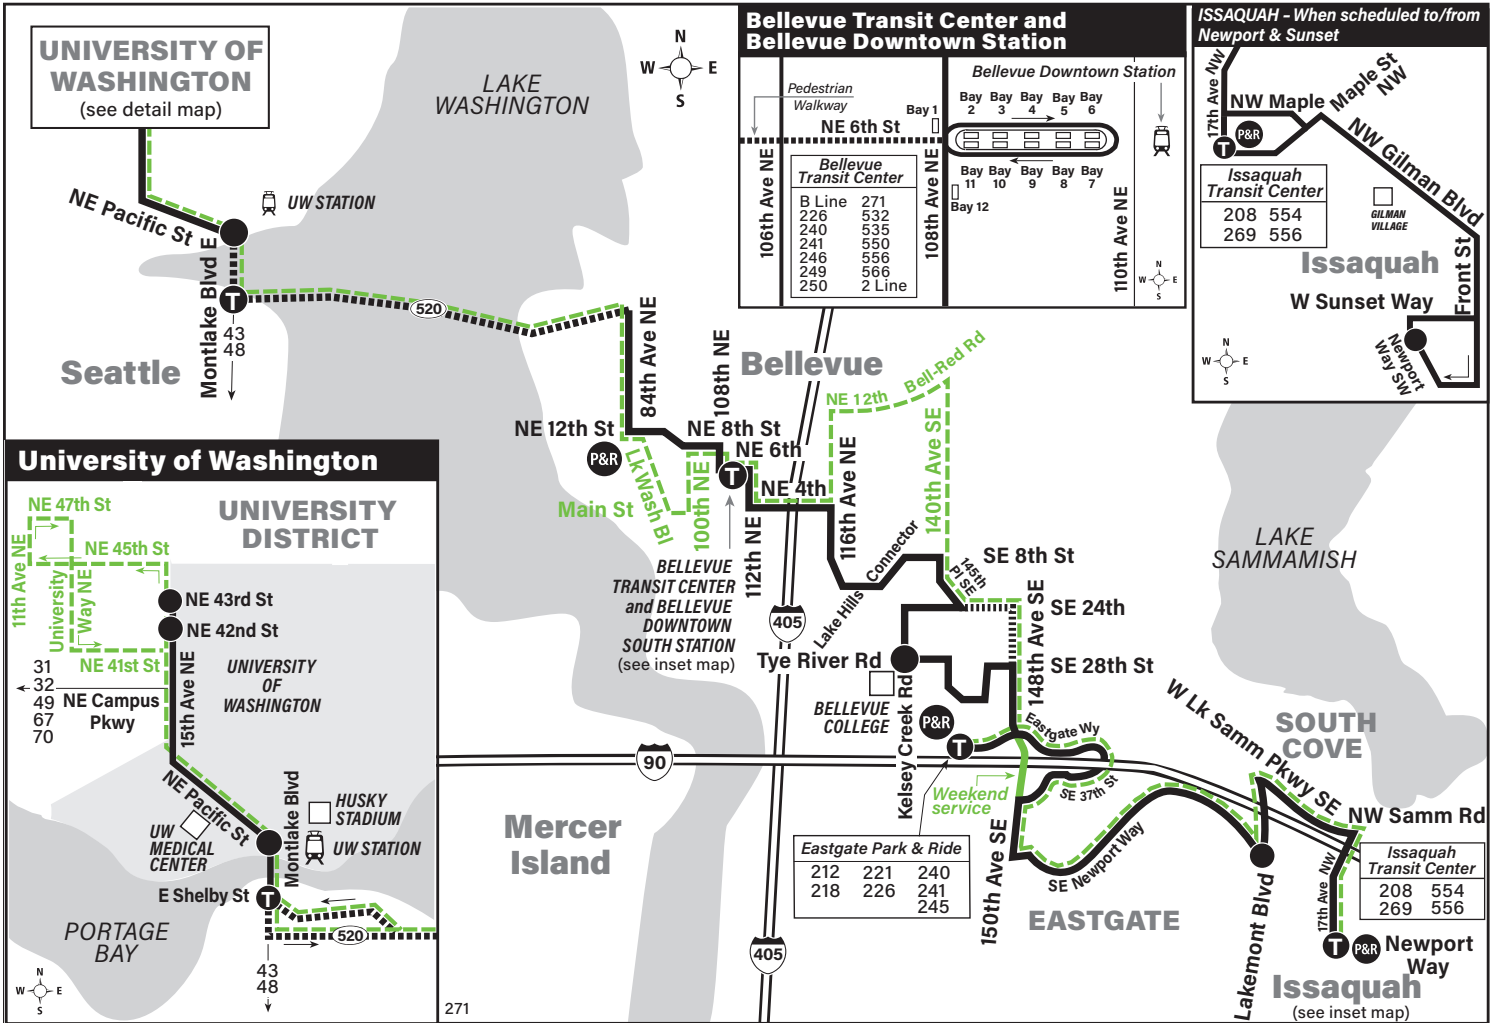 UNIVERSITY OF
WASHINGTON
(see detail map)
LAKE
WASHINGTON
N
W E
S
NE Pacific St
UW STATION
Montlake Blvd E
T
43
48
520
Seattle
84th Ave NE
108th NE
Bellevue
NE 12th St
P&R
NE 8th St
NE 6th
T
NE 4th
NE 12th
Bell-Red Rd
Lk Wash Bl
Main St
100th NE
112th NE
116th Ave NE
140th Ave SE
BELLEVUE
TRANSIT CENTER
and BELLEVUE
DOWNTOWN
SOUTH STATION
(see inset map)
405
Lake Hills Connector
145th
Pl SE
SE 8th St
SE 24th
148th Ave SE
SE 28th St
Tye River Rd
BELLEVUE
COLLEGE
Kelsey Creek Rd
P&R
T
Eastgate Wy
90
Weekend
service
SE 37th St
150th Ave SE
SE Newport Way
Mercer
Island
Eastgate Park & Ride
212 221 240
218 226 241
245
EASTGATE
405
LAKE
SAMMAMISH
W Lk Samm Pkwy SE
SOUTH
COVE
NW Samm Rd
Issaquah
Transit Center
208 554
269 556
17th Ave NW
Lakemont Blvd
T
P&R
Newport
Way
Issaquah
(see inset map)
271
Bellevue Transit Center and
Bellevue Downtown Station
Pedestrian
Walkway
NE 6th St
Bay 1
Bellevue Downtown Station
Bay 2
Bay 3
Bay 4
Bay 5
Bay 6
Bay 11
Bay 10
Bay 9
Bay 8
Bay 7
Bay 12
106th Ave NE
108th Ave NE
110th Ave NE
Bellevue
Transit Center
B Line 271
226 532
240 535
241 550
246 556
249 566
250 2 Line
N
W E
S
ISSAQUAH – When scheduled to/from
Newport & Sunset
17th Ave NW
NW Maple
Maple St
NW
P&R
T
NW Gilman Blvd
Issaquah
Transit Center
208 554
269 556
GILMAN
VILLAGE
Issaquah
Front St
W Sunset Way
Newport
Way SW
N
W E
S
University of Washington
NE 47th St
UNIVERSITY
DISTRICT
NE 45th St
11th Ave NE
University
Way NE
NE 43rd St
NE 42nd St
NE 41st St
31
32
49
67
70
NE Campus
Pkwy
15th Ave NE
UNIVERSITY
OF
WASHINGTON
NE Pacific St
Montlake Blvd
HUSKY
STADIUM
UW
MEDICAL
CENTER
UW STATION
E Shelby St
T
520
PORTAGE
BAY
43
48
N
W E
S